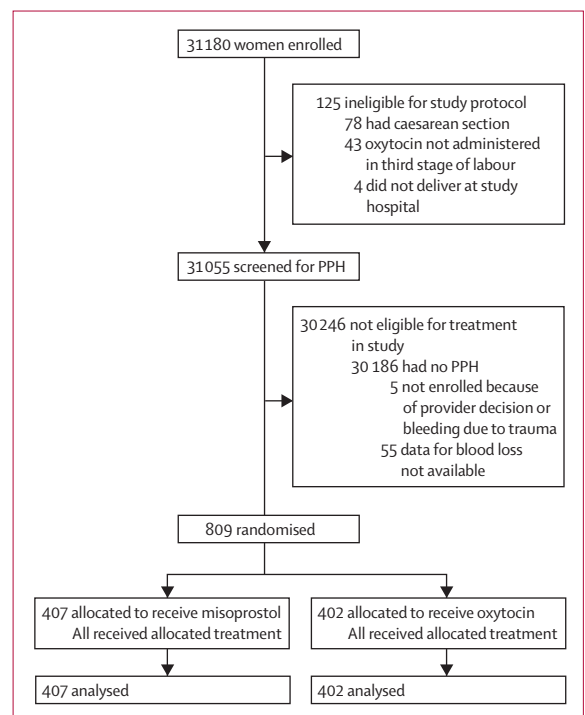 31180 women enrolled
125 ineligible for study protocol
78 had caesarean section
43 oxytocin not administered
in third stage of labour
4 did not deliver at study
hospital
31055 screened for PPH
30246 not eligible for treatment
in study
30186 had no PPH
5 not enrolled because
of provider decision or
bleeding due to trauma
55 data for blood loss
not available
809 randomised
407 allocated to receive misoprostol
All received allocated treatment
402 allocated to receive oxytocin
All received allocated treatment
407 analysed
402 analysed